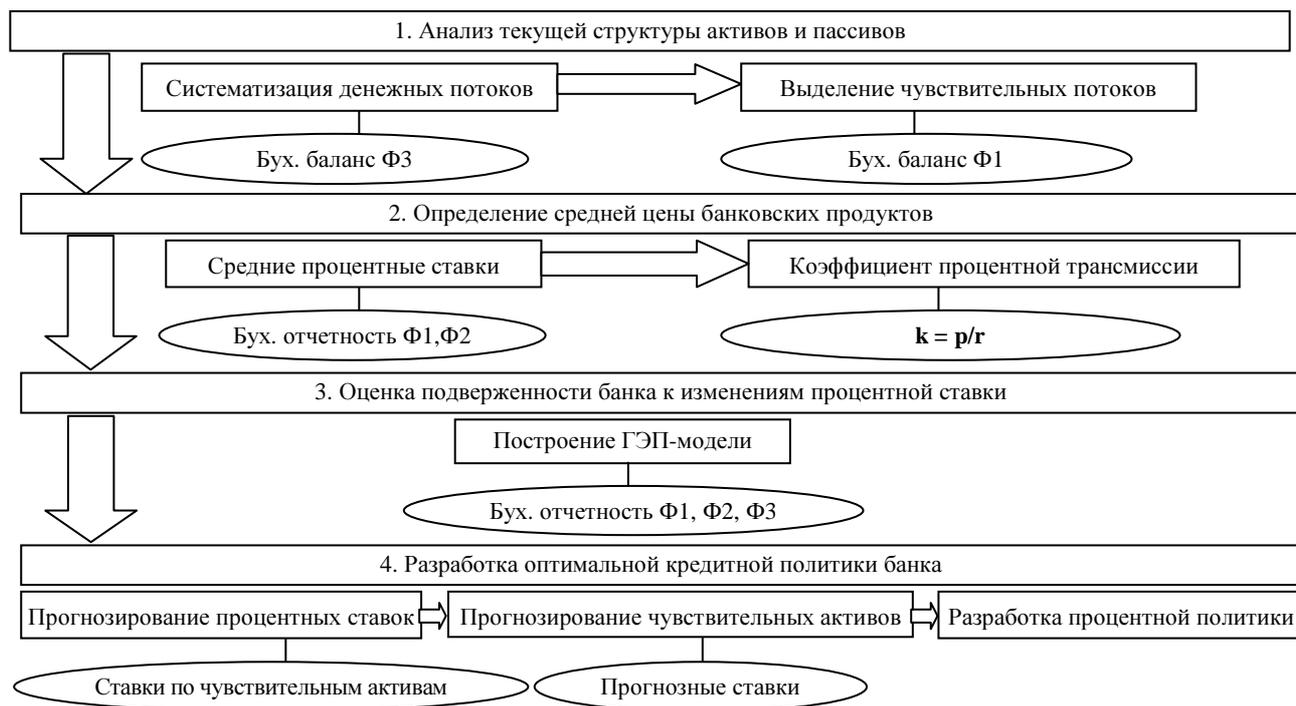 1. Анализ текущей структуры активов и пассивов
Систематизация денежных потоков
Выделение чувствительных потоков
Бух. баланс Ф3
Бух. баланс Ф1
2. Определение средней цены банковских продуктов
Средние процентные ставки
Коэффициент процентной трансмиссии
Бух. отчетность Ф1,Ф2
k = p/r
3. Оценка подверженности банка к изменениям процентной ставки
Построение ГЭП-модели
Бух. отчетность Ф1, Ф2, Ф3
4. Разработка оптимальной кредитной политики банка
Прогнозирование процентных ставок
Прогнозирование чувствительных активов
Разработка процентной политики
Ставки по чувствительным активам
Прогнозные ставки